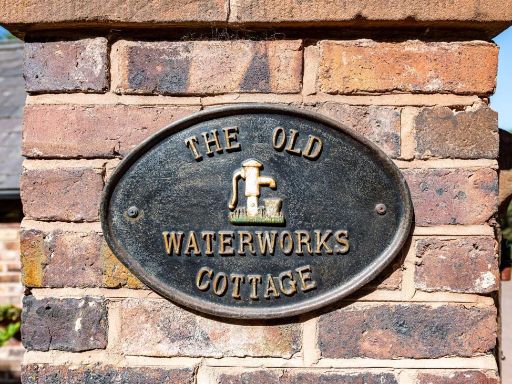 THE OLD
WATERWORKS
COTTAGE